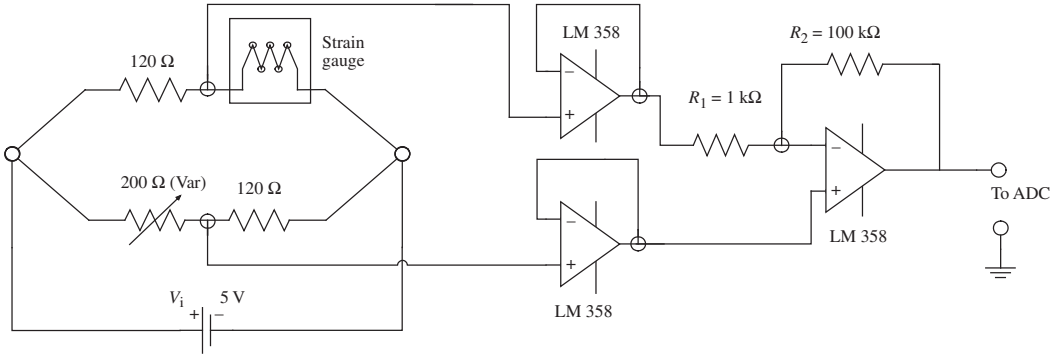 120 Ω
Strain
gauge
LM 358
−
+
R₁ = 1 kΩ
R₂ = 100 kΩ
−
+
LM 358
To ADC
200 Ω (Var)
120 Ω
−
+
LM 358
Vᵢ
5 V
+
−